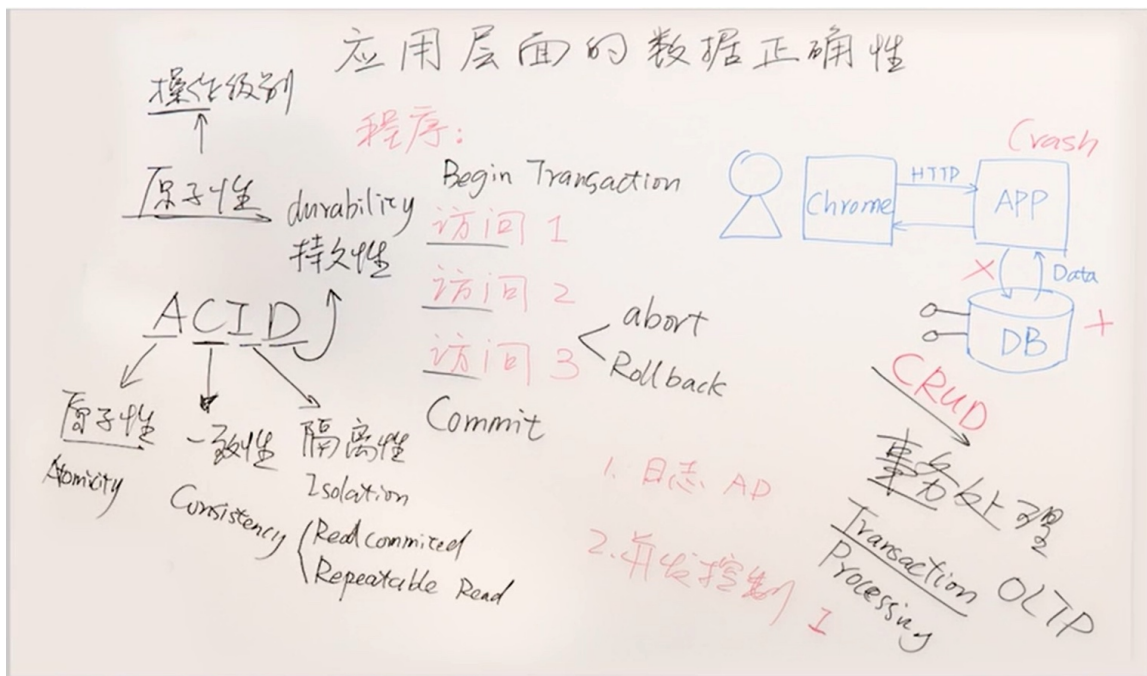 应用层面的数据正确性
操作级别
原子性
durability
持久性
ACID
原子性
Atomicity
一致性
Consistency
隔离性
Isolation
Read commited
Repeatable Read
程序:
Begin Transaction
访问 1
访问 2
访问 3
abort
Rollback
Commit
1. 日志 AD
2. 并发控制 I
Crash
Chrome
HTTP
APP
Data
DB
CRUD
事务处理
Transaction
Processing
OLTP